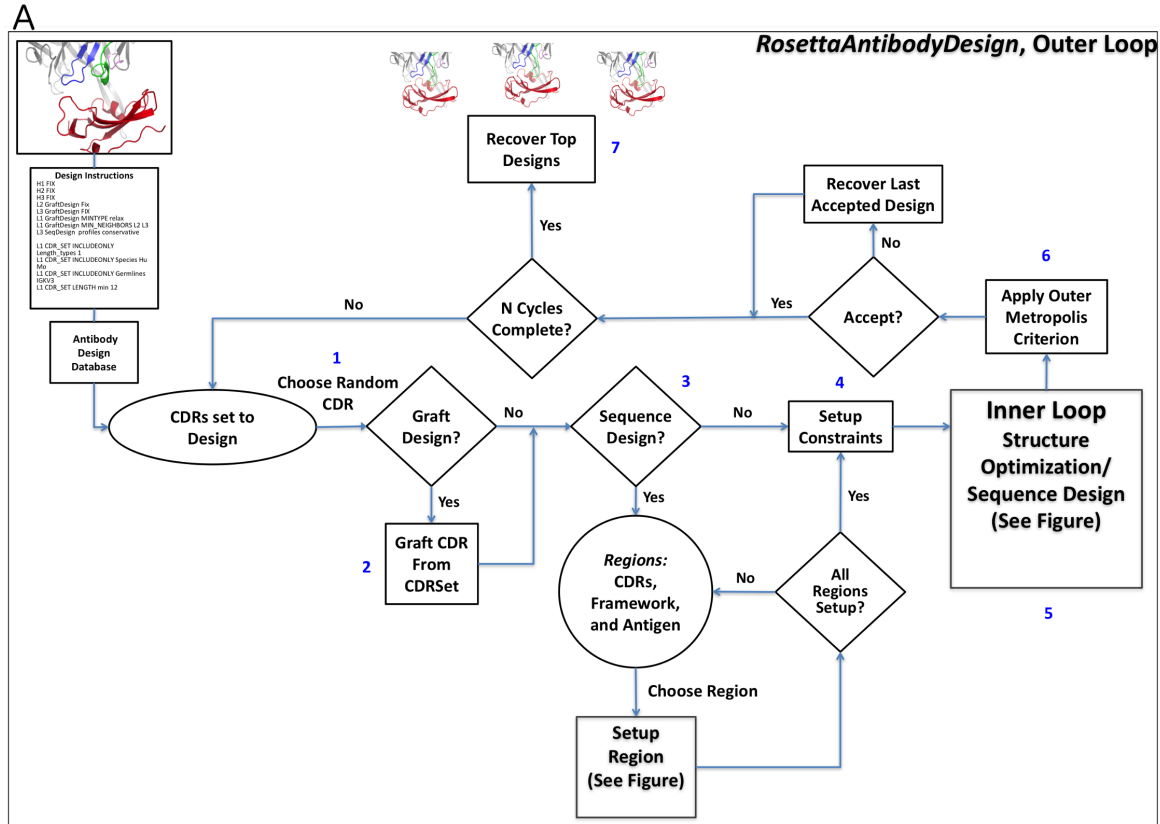 A
RosettaAntibodyDesign, Outer Loop
Design Instructions
H1 FIX
H2 FIX
H3 FIX
L2 GraftDesign Fix
L3 GraftDesign FIX
L1 GraftDesign MINTYPE relax
L1 GraftDesign MIN_NEIGHBORS L2 L3
L3 SeqDesign profiles conservative
L1 CDR_SET INCLUDEONLY
Length_types 1
L1 CDR_SET INCLUDEONLY Species Hu
Mo
L1 CDR_SET INCLUDEONLY Germlines
IGKV3
L1 CDR_SET LENGTH min 12
Antibody
Design
Database
CDRs set to
Design
1
Choose Random
CDR
Graft
Design?
No
Yes
2
Graft CDR
From
CDRSet
3
Sequence
Design?
No
Yes
Regions:
CDRs,
Framework,
and Antigen
Choose Region
Setup
Region
(See Figure)
All
Regions
Setup?
No
Yes
4
Setup
Constraints
Inner Loop
Structure
Optimization/
Sequence Design
(See Figure)
5
6
Apply Outer
Metropolis
Criterion
Accept?
No
Yes
Recover Last
Accepted Design
N Cycles
Complete?
No
Yes
Recover Top
Designs
7